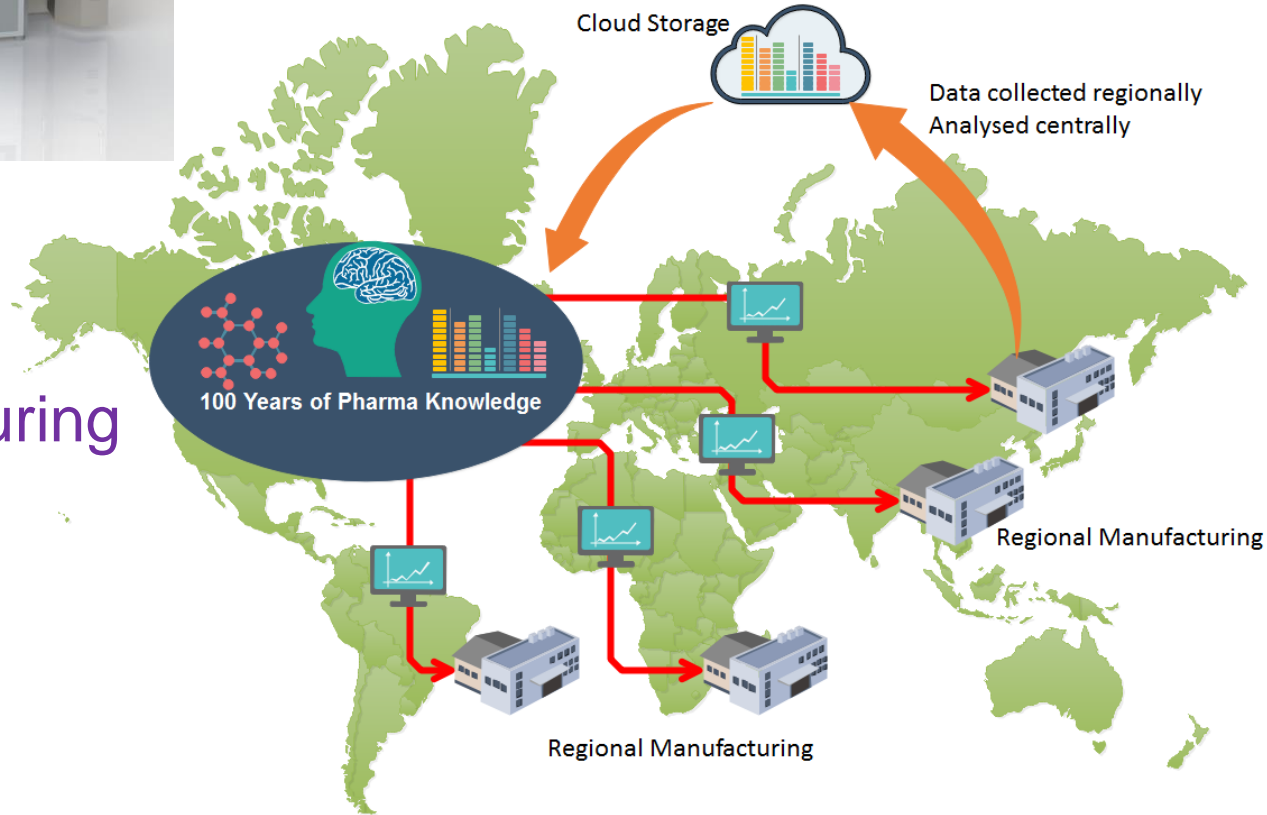 Cloud Storage
Data collected regionally
Analysed centrally
100 Years of Pharma Knowledge
uring
Regional Manufacturing
Regional Manufacturing